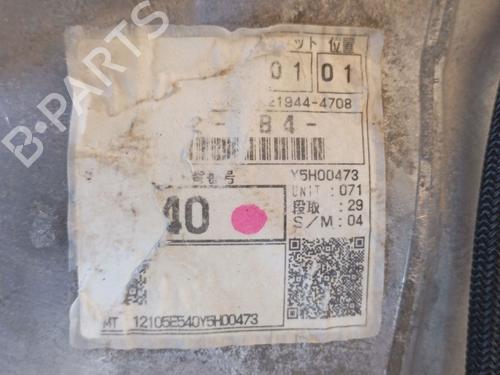 ット 位置
01 01
21944-4708
B4-
号
Y5H00473
UNIT : 071
40
段取 : 29
S/M : 04
MT 12105E540Y5H00473
B-PARTS